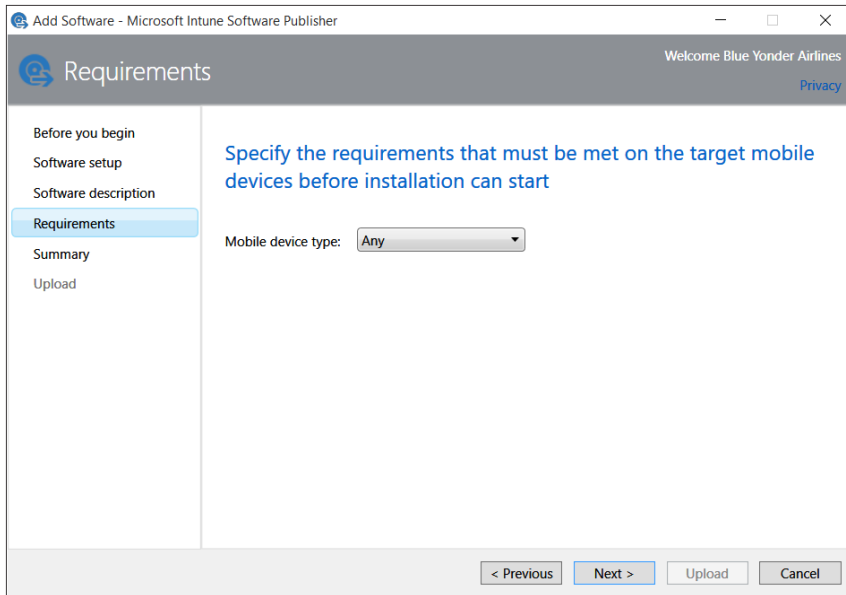 Add Software - Microsoft Intune Software Publisher
Requirements
Welcome Blue Yonder Airlines
Privacy
Before you begin
Software setup
Software description
Requirements
Summary
Upload
Specify the requirements that must be met on the target mobile
devices before installation can start
Mobile device type: Any
< Previous Next > Upload Cancel